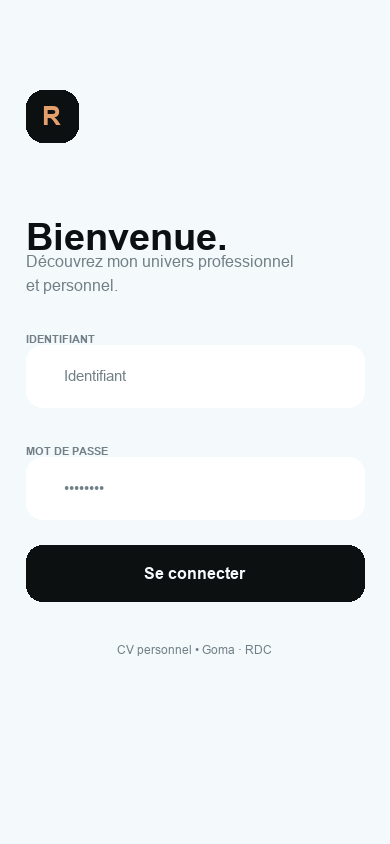 R
Bienvenue.
Découvrez mon univers professionnel
et personnel.
IDENTIFIANT
Identifiant
MOT DE PASSE
••••••••
Se connecter
CV personnel • Goma · RDC